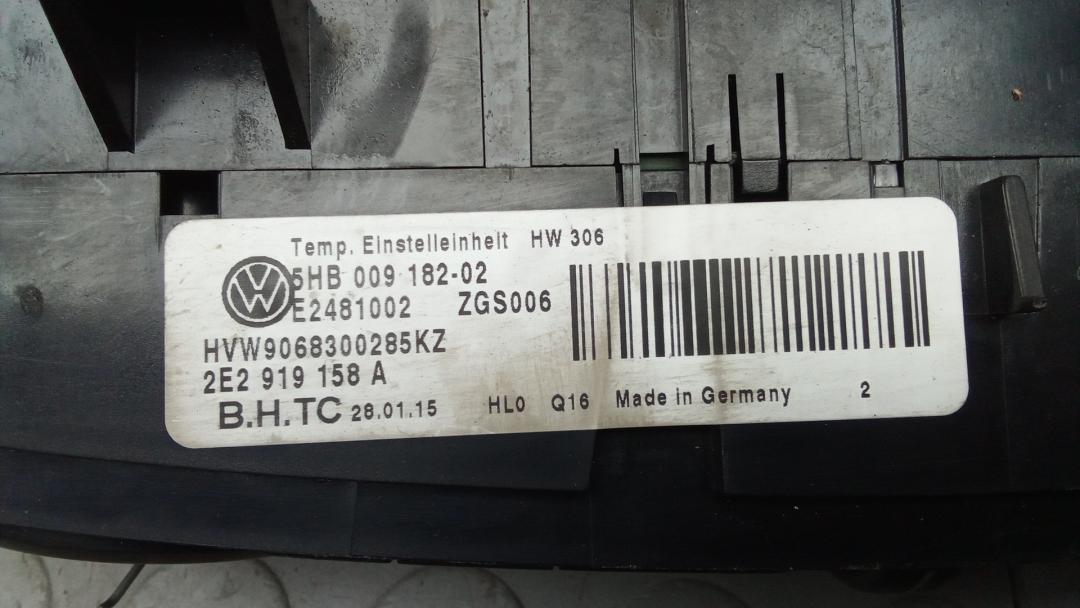 Temp. Einstelleinheit HW 306
5HB 009 182-02
E2481002 ZGS006
HVW9068300285KZ
2E2 919 158 A
B.H.TC 28.01.15 HL0 Q16 Made in Germany 2